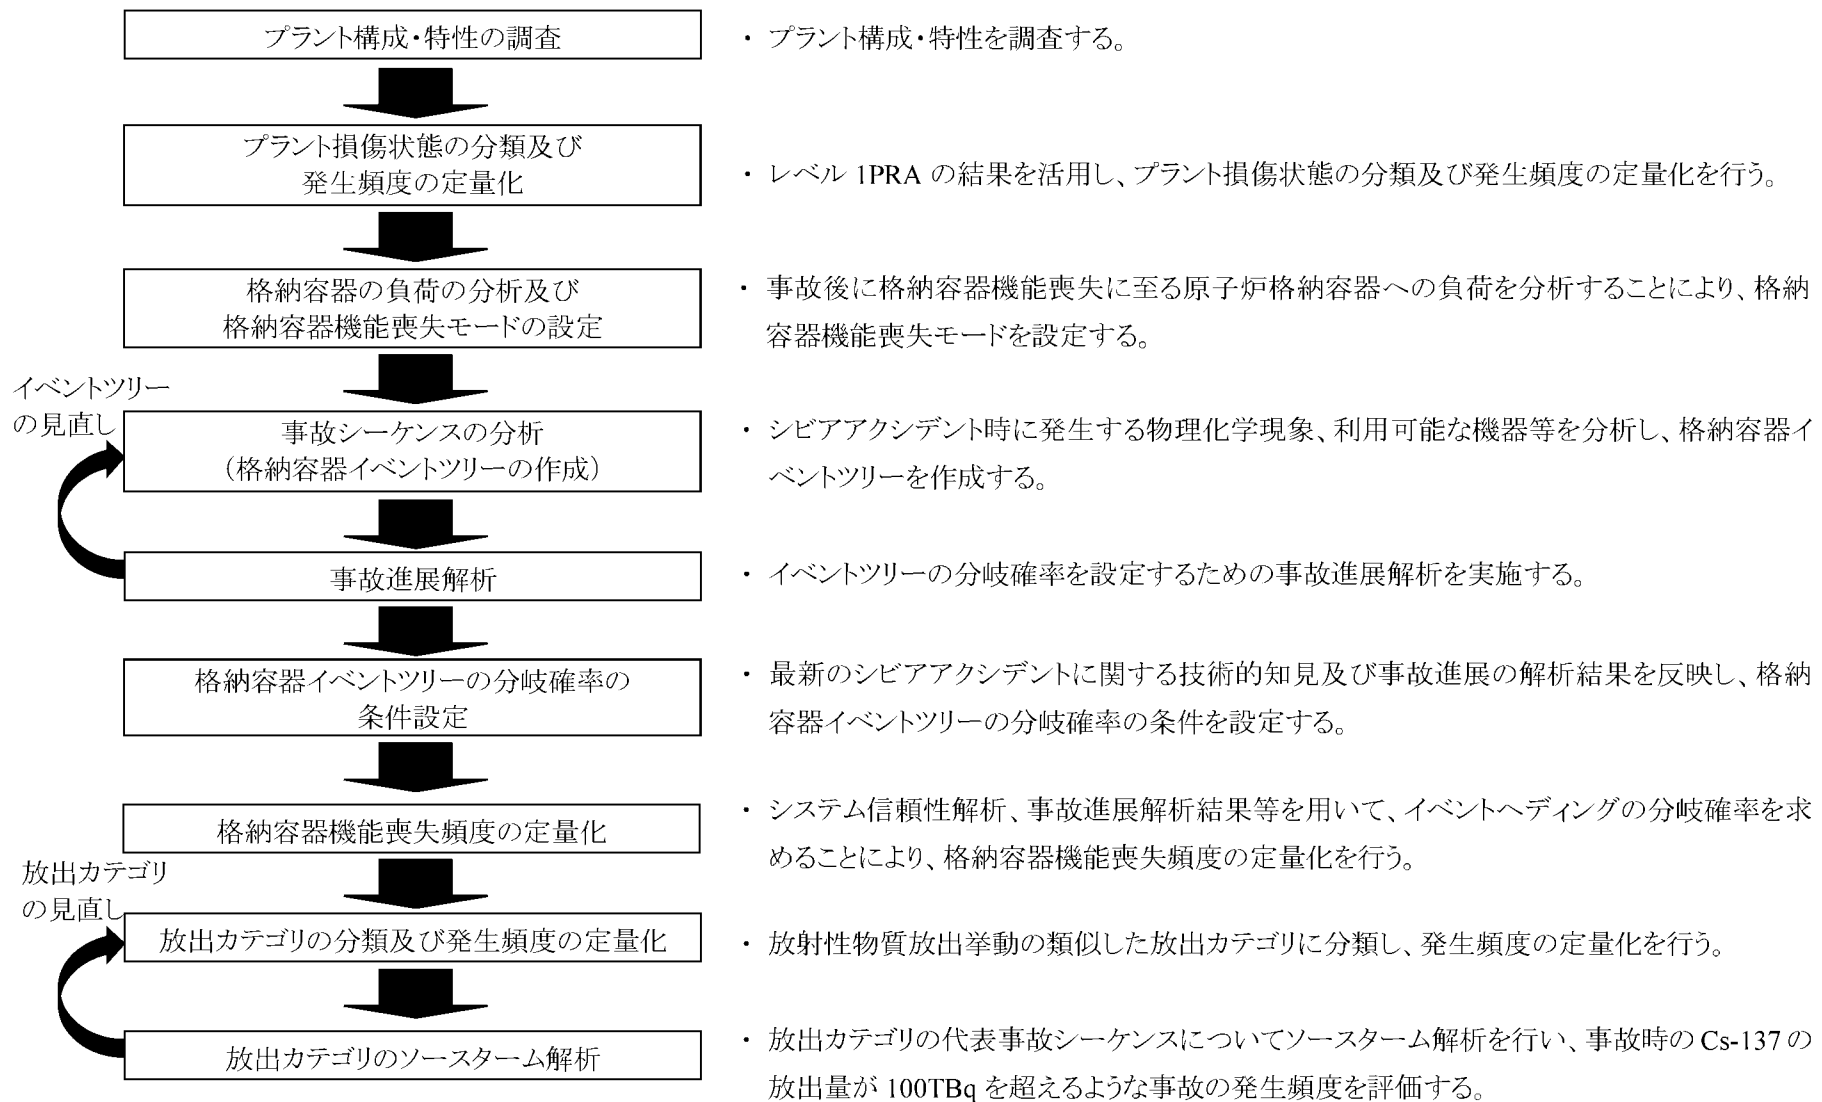 プラント構成・特性の調査
・ プラント構成・特性を調査する。
プラント損傷状態の分類及び
発生頻度の定量化
・ レベル 1PRA の結果を活用し、プラント損傷状態の分類及び発生頻度の定量化を行う。
格納容器の負荷の分析及び
格納容器機能喪失モードの設定
・ 事故後に格納容器機能喪失に至る原子炉格納容器への負荷を分析することにより、格納
容器機能喪失モードを設定する。
イベントツリー
の見直し
事故シーケンスの分析
（格納容器イベントツリーの作成）
・ シビアアクシデント時に発生する物理化学現象、利用可能な機器等を分析し、格納容器イ
ベントツリーを作成する。
事故進展解析
・ イベントツリーの分岐確率を設定するための事故進展解析を実施する。
格納容器イベントツリーの分岐確率の
条件設定
・ 最新のシビアアクシデントに関する技術的知見及び事故進展の解析結果を反映し、格納
容器イベントツリーの分岐確率の条件を設定する。
格納容器機能喪失頻度の定量化
・ システム信頼性解析、事故進展解析結果等を用いて、イベントヘディングの分岐確率を求
めることにより、格納容器機能喪失頻度の定量化を行う。
放出カテゴリ
の見直し
放出カテゴリの分類及び発生頻度の定量化
・ 放射性物質放出挙動の類似した放出カテゴリに分類し、発生頻度の定量化を行う。
放出カテゴリのソースターム解析
・ 放出カテゴリの代表事故シーケンスについてソースターム解析を行い、事故時の Cs-137 の
放出量が 100TBq を超えるような事故の発生頻度を評価する。